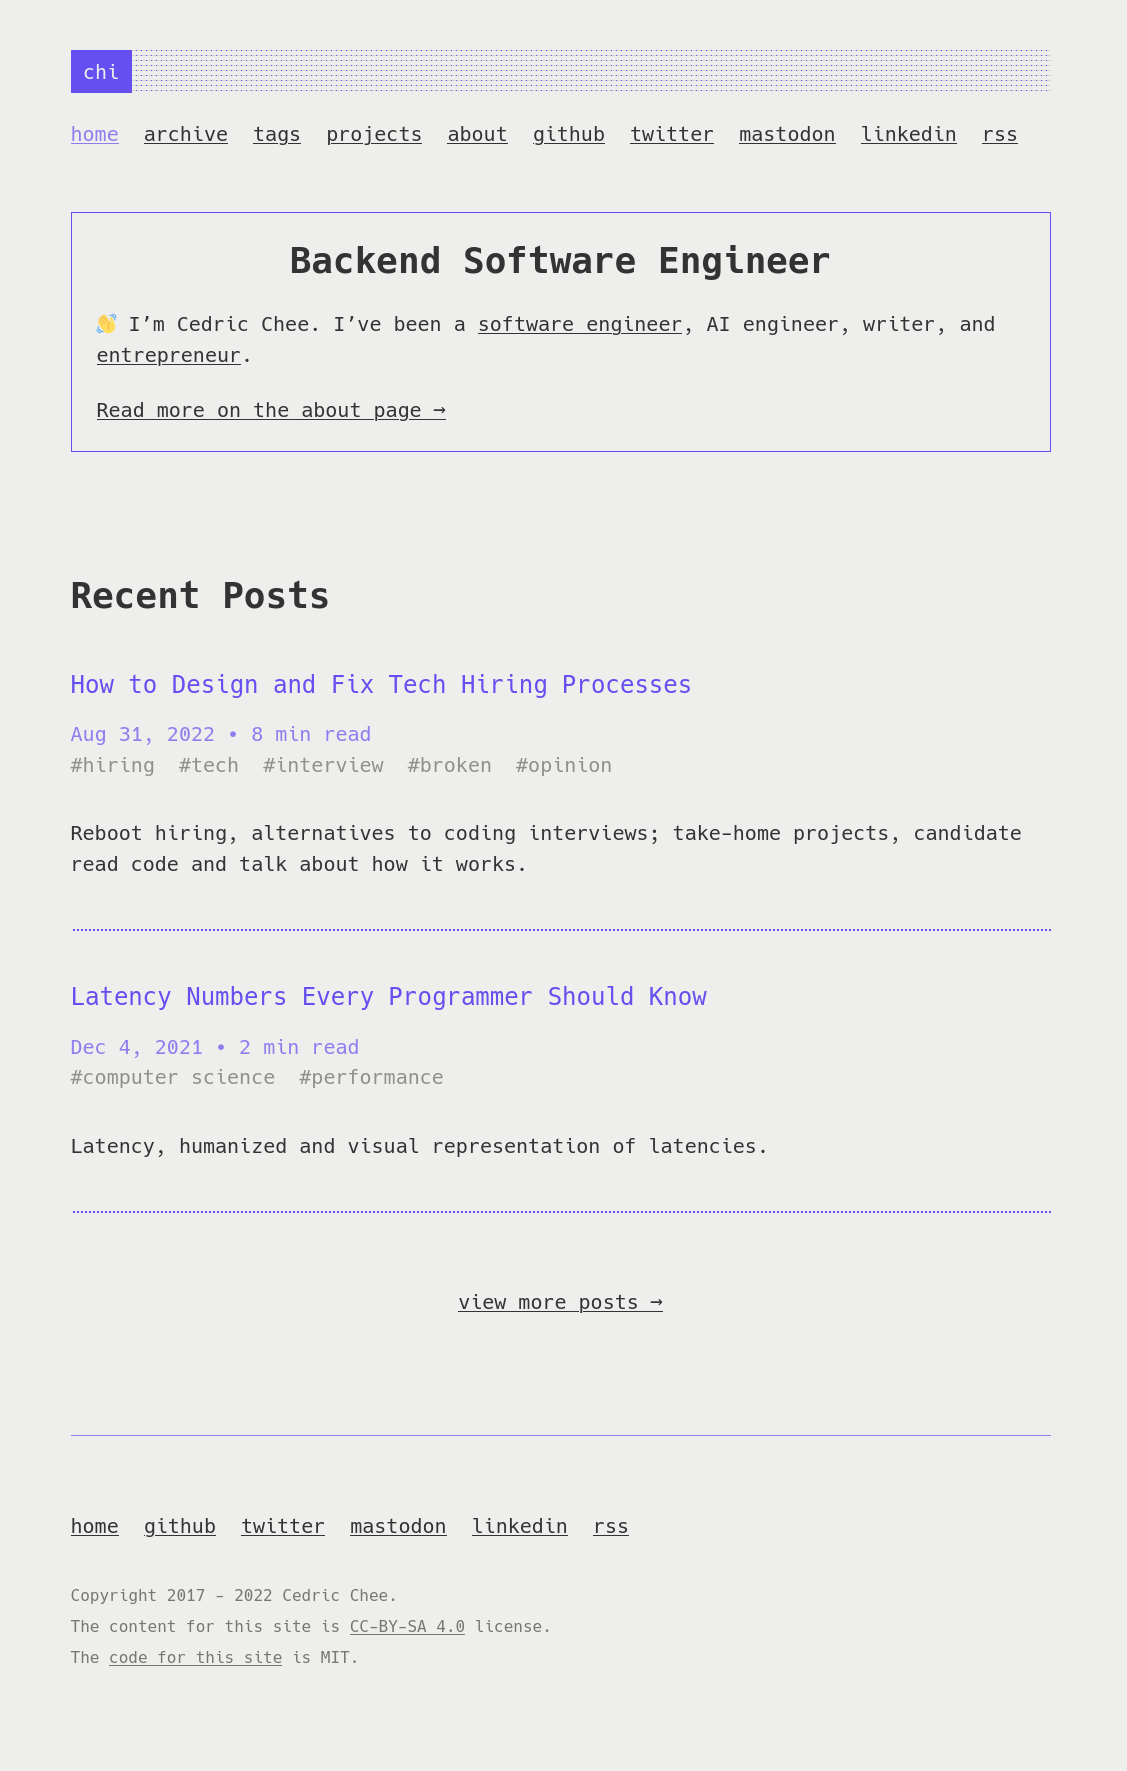 chi
home archive tags projects about github twitter mastodon linkedin rss
Backend Software Engineer
👋 I’m Cedric Chee. I’ve been a software engineer, AI engineer, writer, and
entrepreneur.
Read more on the about page →
Recent Posts
How to Design and Fix Tech Hiring Processes
Aug 31, 2022 • 8 min read
#hiring #tech #interview #broken #opinion
Reboot hiring, alternatives to coding interviews; take-home projects, candidate
read code and talk about how it works.
Latency Numbers Every Programmer Should Know
Dec 4, 2021 • 2 min read
#computer science #performance
Latency, humanized and visual representation of latencies.
view more posts →
home github twitter mastodon linkedin rss
Copyright 2017 – 2022 Cedric Chee.
The content for this site is CC-BY-SA 4.0 license.
The code for this site is MIT.